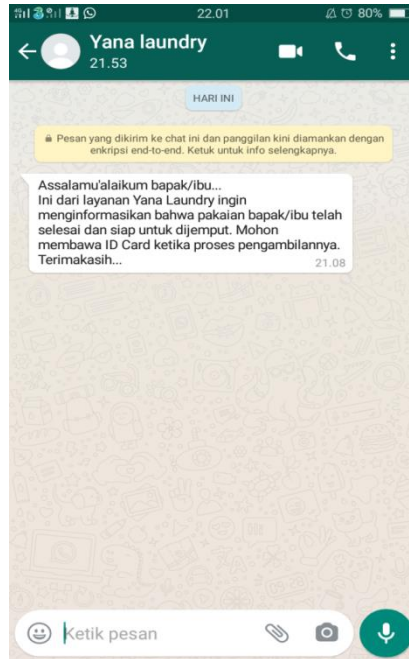 22.01
80%
Yana laundry
21.53
HARI INI
Pesan yang dikirim ke chat ini dan panggilan kini diamankan dengan
enkripsi end-to-end. Ketuk untuk info selengkapnya.
Assalamu'alaikum bapak/ibu...
Ini dari layanan Yana Laundry ingin
menginformasikan bahwa pakaian bapak/ibu telah
selesai dan siap untuk dijemput. Mohon
membawa ID Card ketika proses pengambilannya.
Terimakasih...
21.08
Ketik pesan